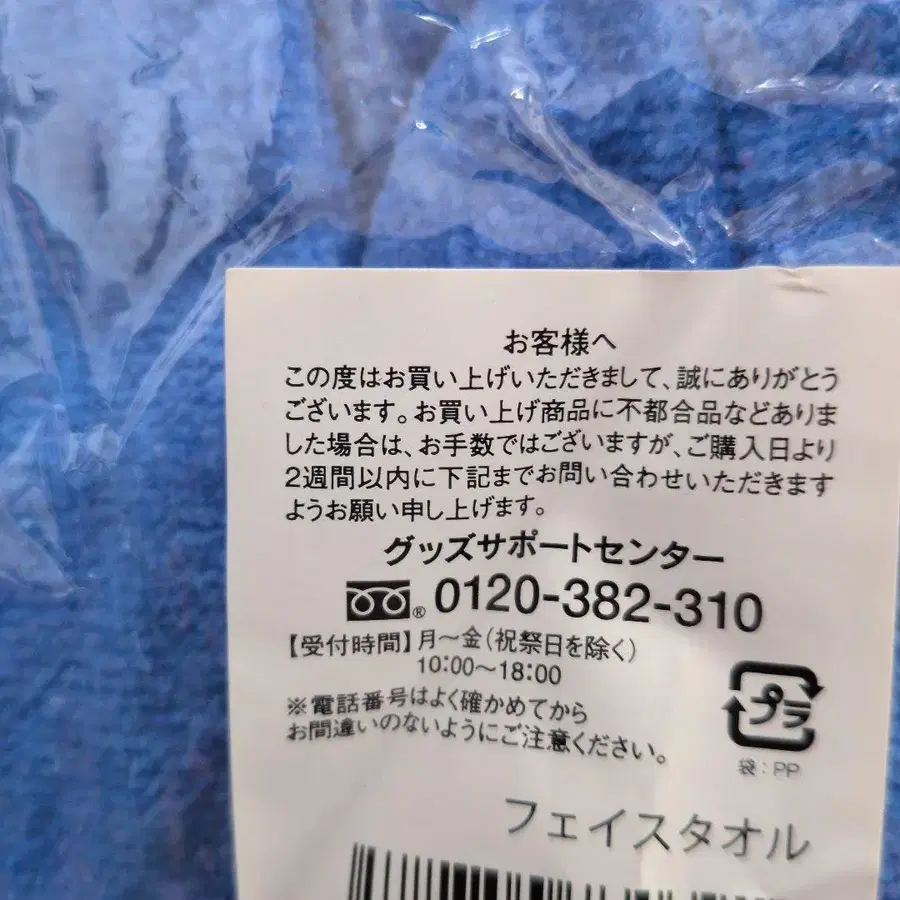 お客様へ
この度はお買い上げいただきまして、誠にありがとう
ございます。お買い上げ商品に不都合品などありま
した場合は、お手数ではございますが、ご購入日より
2週間以内に下記までお問い合わせいただきます
ようお願い申し上げます。
グッズサポートセンター
® 0120-382-310
【受付時間】月〜金（祝祭日を除く）
10:00〜18:00
※電話番号はよく確かめてから
お間違いのないようにご注意ください。
プラ
袋：PP
フェイスタオル